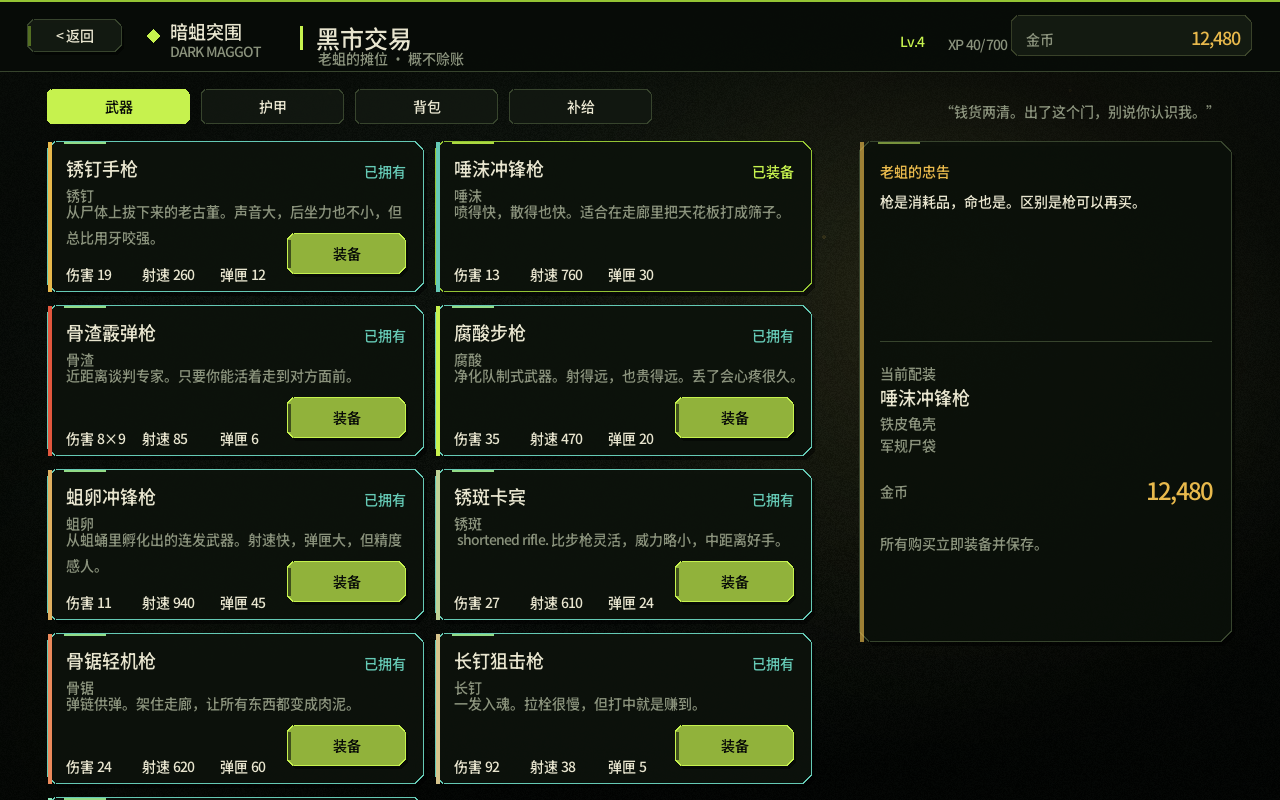 < 返回
暗蛆突围
DARK MAGGOT
黑市交易
老蛆的摊位 · 概不赊账
Lv.4
XP 40/700
金币
12,480
武器
护甲
背包
补给
“钱货两清。出了这个门，别说你认识我。”
锈钉手枪
已拥有
锈钉
从尸体上拔下来的老古董。声音大，后坐力也不小，但
总比用牙咬强。
装备
伤害 19
射速 260
弹匣 12
唾沫冲锋枪
已装备
唾沫
喷得快，散得也快。适合在走廊里把天花板打成筛子。
伤害 13
射速 760
弹匣 30
骨渣霰弹枪
已拥有
骨渣
近距离谈判专家。只要你能活着走到对方面前。
装备
伤害 8×9
射速 85
弹匣 6
腐酸步枪
已拥有
腐酸
净化队制式武器。射得远，也贵得远。丢了会心疼很久。
装备
伤害 35
射速 470
弹匣 20
蛆卵冲锋枪
已拥有
蛆卵
从蛆蛹里孵化出的连发武器。射速快，弹匣大，但精度
感人。
装备
伤害 11
射速 940
弹匣 45
锈斑卡宾
已拥有
锈斑
shortened rifle. 比步枪灵活，威力略小，中距离好手。
装备
伤害 27
射速 610
弹匣 24
骨锯轻机枪
已拥有
骨锯
弹链供弹。架住走廊，让所有东西都变成肉泥。
装备
伤害 24
射速 620
弹匣 60
长钉狙击枪
已拥有
长钉
一发入魂。拉栓很慢，但打中就是赚到。
装备
伤害 92
射速 38
弹匣 5
老蛆的忠告
枪是消耗品，命也是。区别是枪可以再买。
当前配装
唾沫冲锋枪
铁皮龟壳
军规尸袋
金币
12,480
所有购买立即装备并保存。